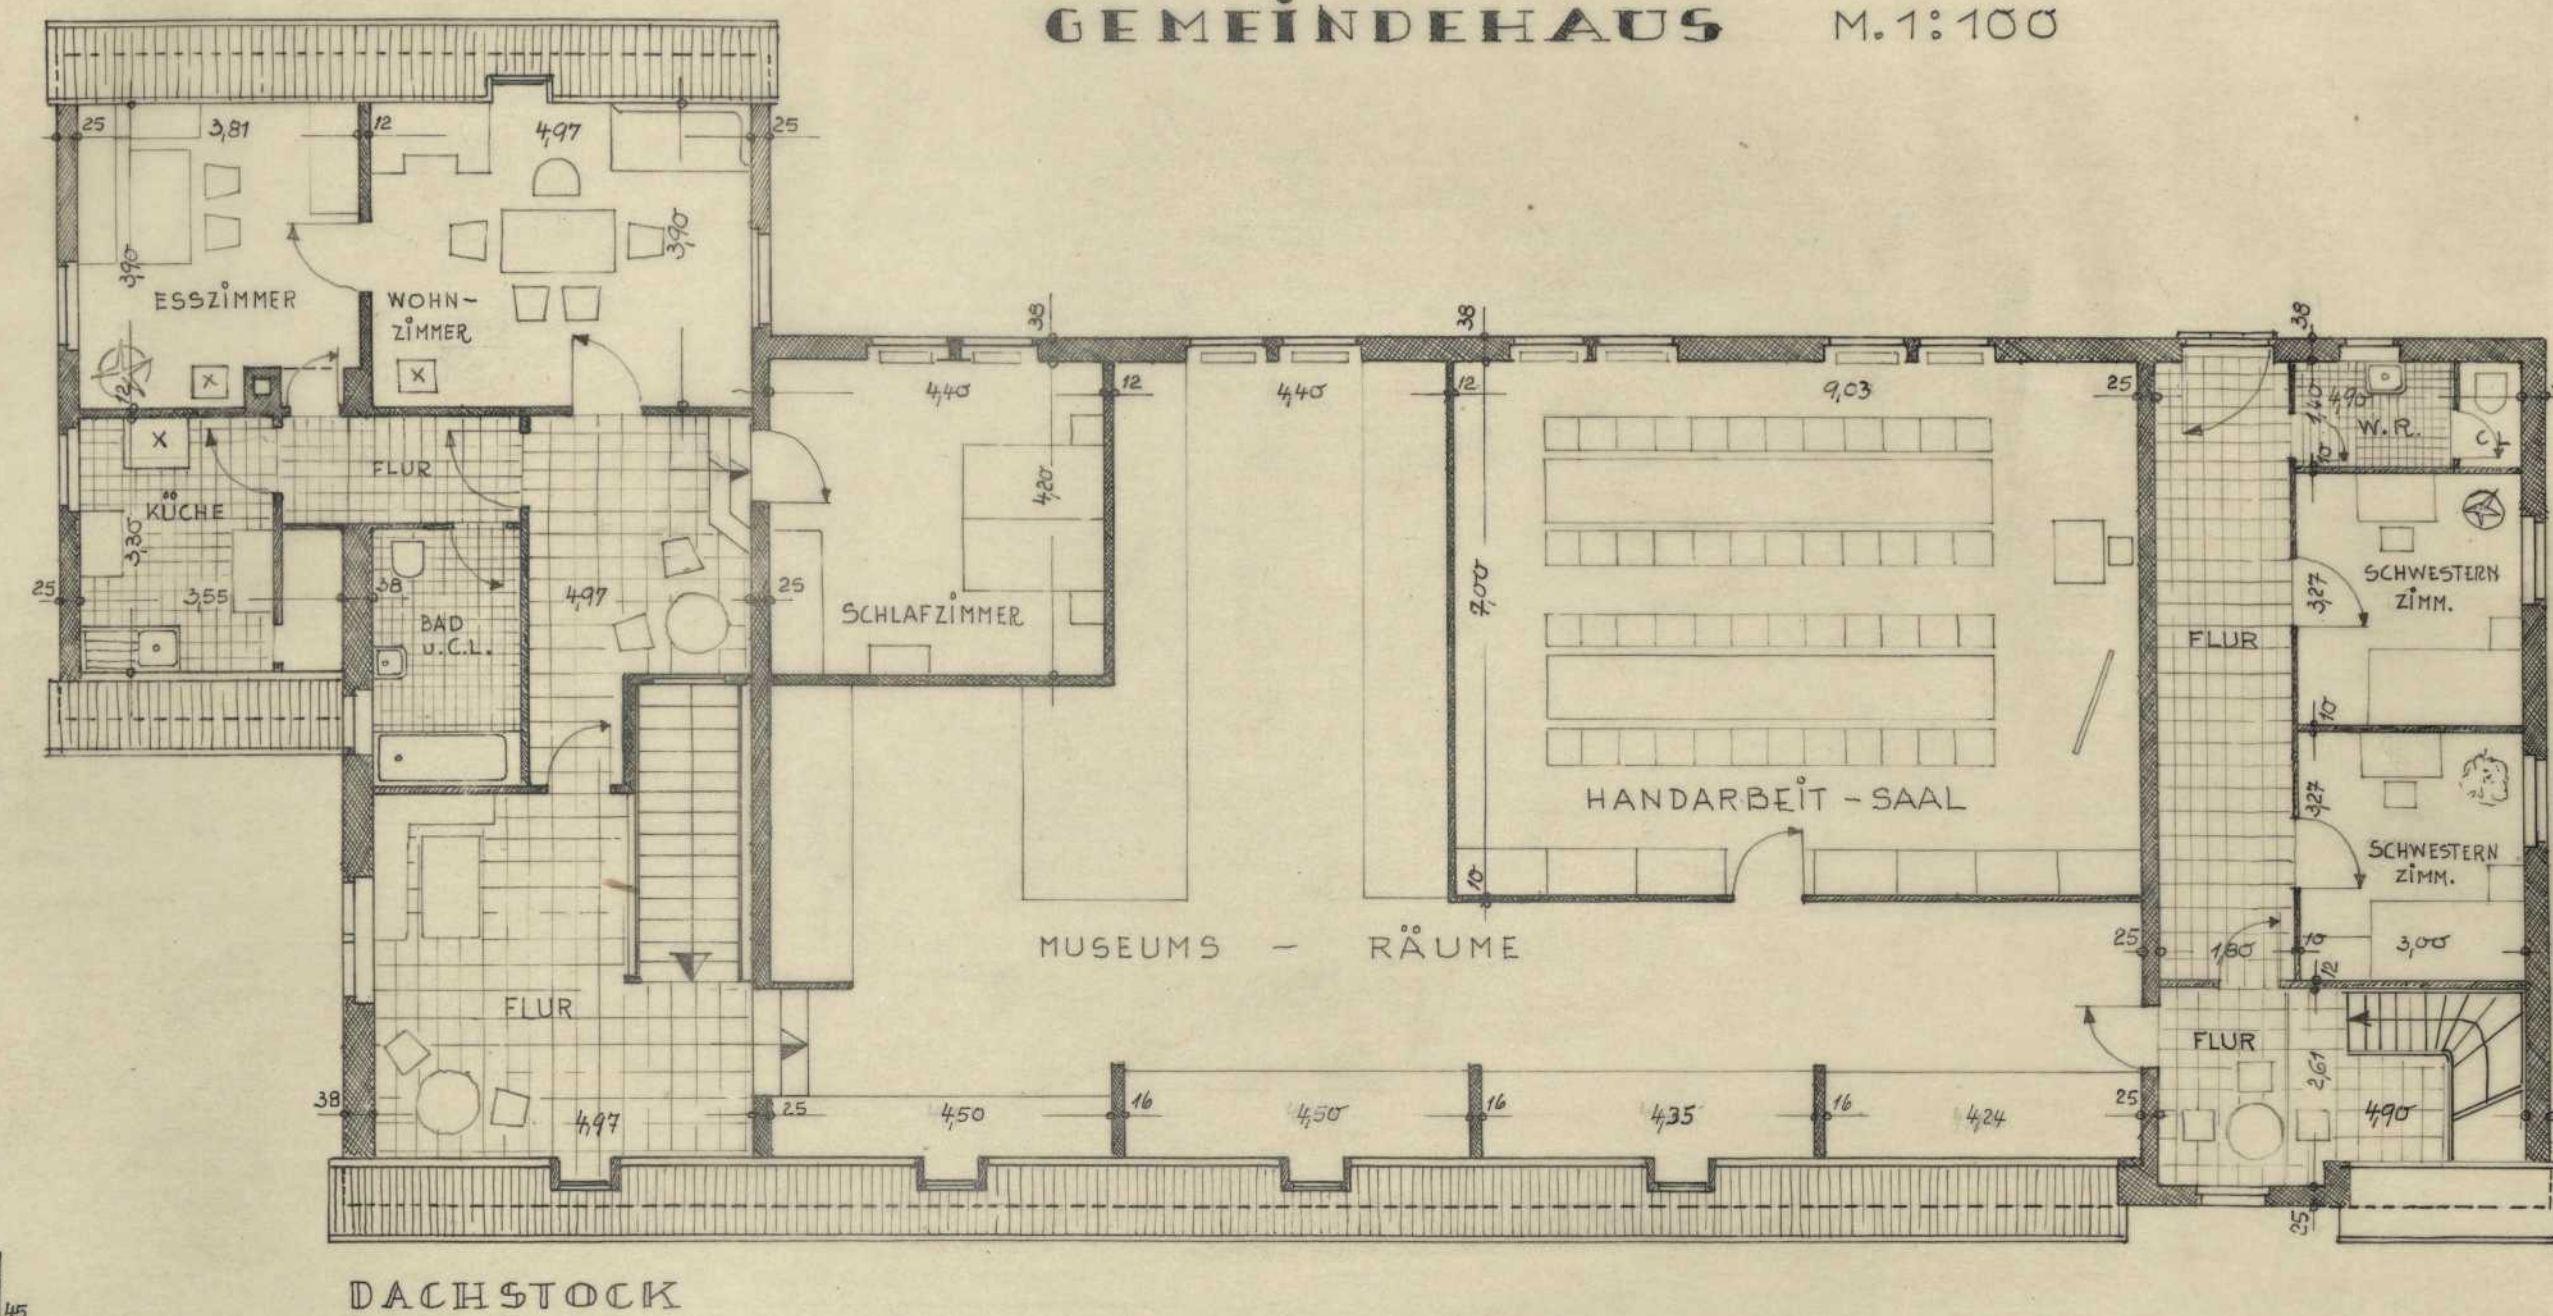 GEMEINDEHAUS M.1:100
25 3,81 12 4,97 25
3,90 3,90
ESSZIMMER
WOHN-
ZIMMER
12
38 38 38
4,40 12 4,40 12 9,03 25 1,40 4,90
W.R.
C
10
FLUR
KÜCHE
3,30
4,20
7,00
25 3,55 38 4,97 25
BAD
U.C.L.
SCHLAFZIMMER
SCHWESTERN
ZIMM.
3,27
FLUR
10
HANDARBEIT - SAAL
3,27
SCHWESTERN
ZIMM.
10
MUSEUMS - RÄUME
25 1,80 10 3,00
12
FLUR
FLUR
2,61
38 4,97 25 4,50 16 4,50 16 4,35 16 4,24 25 4,90
25
DACHSTOCK
45